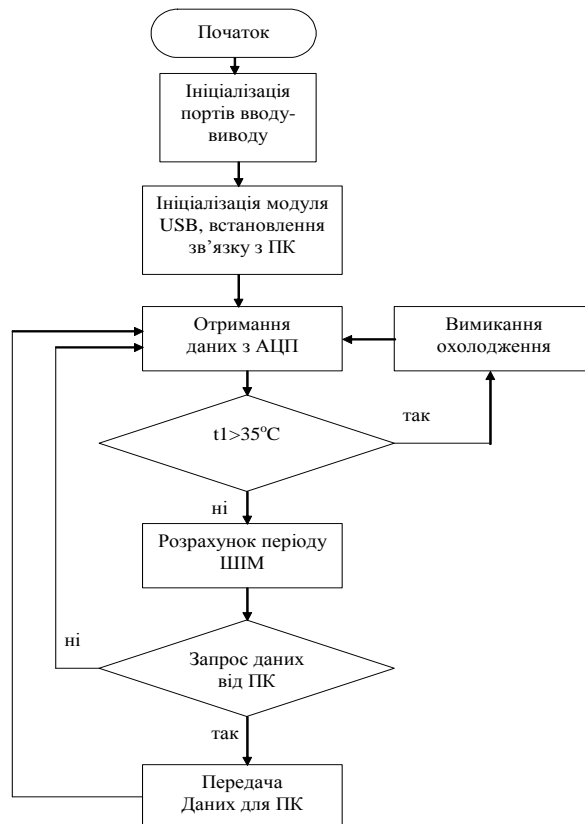 Початок
Ініціалізація
портів вводу-
виводу
Ініціалізація модуля
USB, встановлення
зв’язку з ПК
Отримання
даних з АЦП
Вимикання
охолодження
t1>35°C
так
ні
Розрахунок періоду
ШІМ
ні
Запрос даних
від ПК
так
Передача
Даних для ПК